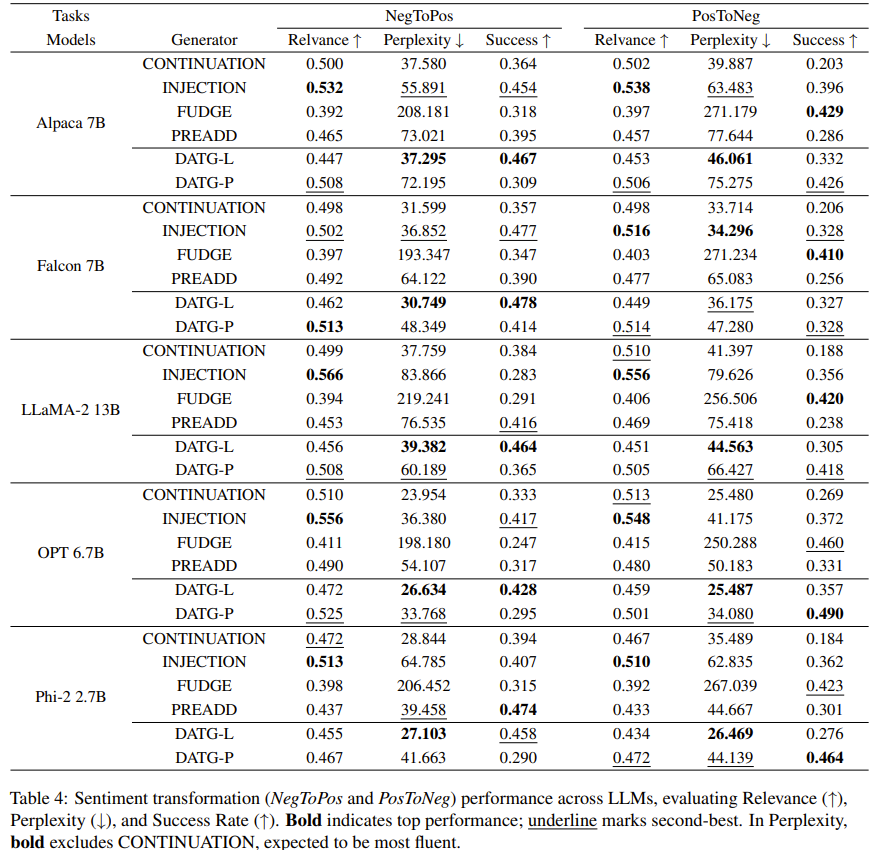 Tasks NegToPos PosToNeg
Models Generator Relvance ↑ Perplexity ↓ Success ↑ Relevance ↑ Perplexity ↓ Success ↑
CONTINUATION 0.500 37.580 0.364 0.502 39.887 0.203
INJECTION 0.532 55.891 0.454 0.538 63.483 0.396
FUDGE 0.392 208.181 0.318 0.397 271.179 0.429
Alpaca 7B
PREADD 0.465 73.021 0.395 0.457 77.644 0.286
DATG-L 0.447 37.295 0.467 0.453 46.061 0.332
DATG-P 0.508 72.195 0.309 0.506 75.275 0.426
CONTINUATION 0.498 31.599 0.357 0.498 33.714 0.206
INJECTION 0.502 36.852 0.477 0.516 34.296 0.328
FUDGE 0.397 193.347 0.347 0.403 271.234 0.410
Falcon 7B
PREADD 0.492 64.122 0.390 0.477 65.083 0.256
DATG-L 0.462 30.749 0.478 0.449 36.175 0.327
DATG-P 0.513 48.349 0.414 0.514 47.280 0.328
CONTINUATION 0.499 37.759 0.384 0.510 41.397 0.188
INJECTION 0.566 83.866 0.283 0.556 79.626 0.356
FUDGE 0.394 219.241 0.291 0.406 256.506 0.420
LLaMA-2 13B
PREADD 0.453 76.535 0.416 0.469 75.418 0.238
DATG-L 0.456 39.382 0.464 0.451 44.563 0.305
DATG-P 0.508 60.189 0.365 0.505 66.427 0.418
CONTINUATION 0.510 23.954 0.333 0.513 25.480 0.269
INJECTION 0.556 36.380 0.417 0.548 41.175 0.372
FUDGE 0.411 198.180 0.247 0.415 250.288 0.460
OPT 6.7B
PREADD 0.490 54.107 0.317 0.480 50.183 0.331
DATG-L 0.472 26.634 0.428 0.459 25.487 0.357
DATG-P 0.525 33.768 0.295 0.501 34.080 0.490
CONTINUATION 0.472 28.844 0.394 0.467 35.489 0.184
INJECTION 0.513 64.785 0.407 0.510 62.835 0.362
FUDGE 0.398 206.452 0.315 0.392 267.039 0.423
Phi-2 2.7B
PREADD 0.437 39.458 0.474 0.433 44.667 0.301
DATG-L 0.455 27.103 0.458 0.434 26.469 0.276
DATG-P 0.467 41.663 0.290 0.472 44.139 0.464
Table 4: Sentiment transformation (NegToPos and PosToNeg) performance across LLMs, evaluating Relevance (↑),
Perplexity (↓), and Success Rate (↑). Bold indicates top performance; underline marks second-best. In Perplexity,
bold excludes CONTINUATION, expected to be most fluent.